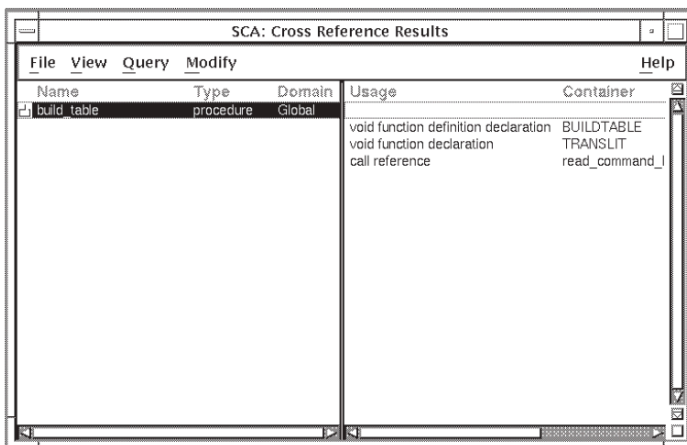 SCA: Cross Reference Results
File View Query Modify Help
Name Type Domain Usage Container
build_table procedure Global
void function definition declaration BUILDTABLE
void function declaration TRANSLIT
call reference read_command_l